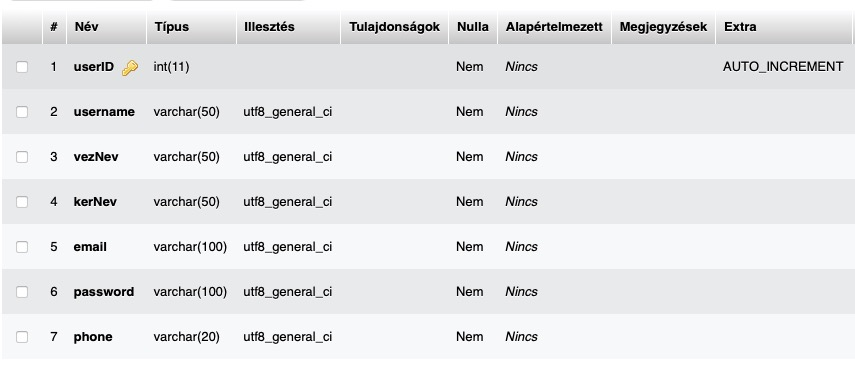 # Név Típus Illesztés Tulajdonságok Nulla Alapértelmezett Megjegyzések Extra
1 userID int(11) Nem Nincs AUTO_INCREMENT
2 username varchar(50) utf8_general_ci Nem Nincs
3 vezNev varchar(50) utf8_general_ci Nem Nincs
4 kerNev varchar(50) utf8_general_ci Nem Nincs
5 email varchar(100) utf8_general_ci Nem Nincs
6 password varchar(100) utf8_general_ci Nem Nincs
7 phone varchar(20) utf8_general_ci Nem Nincs